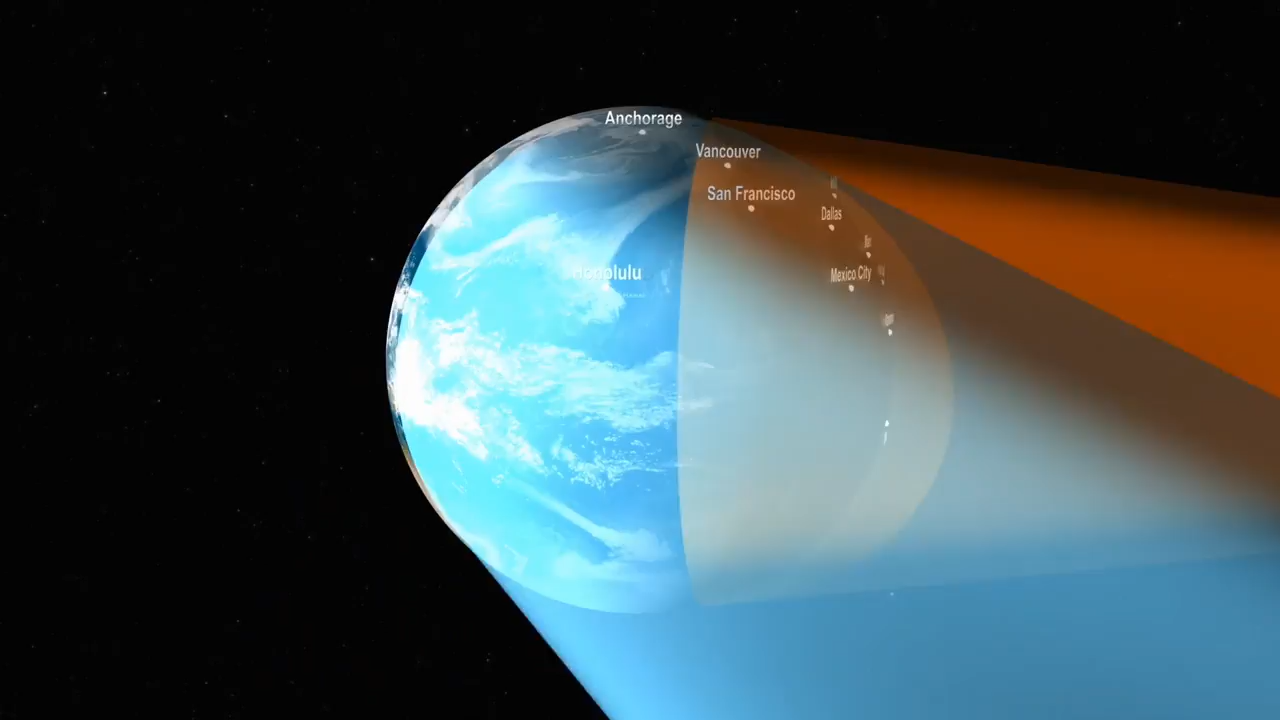 Anchorage
Vancouver
San Francisco
Dallas
Honolulu
Mexico City